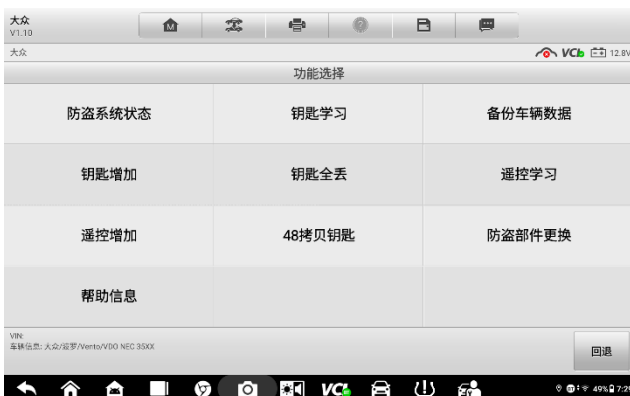 大众
V1.10
大众
VCI 12.8V
功能选择
防盗系统状态 钥匙学习 备份车辆数据
钥匙增加 钥匙全丢 遥控学习
遥控增加 48拷贝钥匙 防盗部件更换
帮助信息
VIN:
车辆信息: 大众/波罗/Vento/VDO NEC 35XX
回退
VCI 49% 7:29